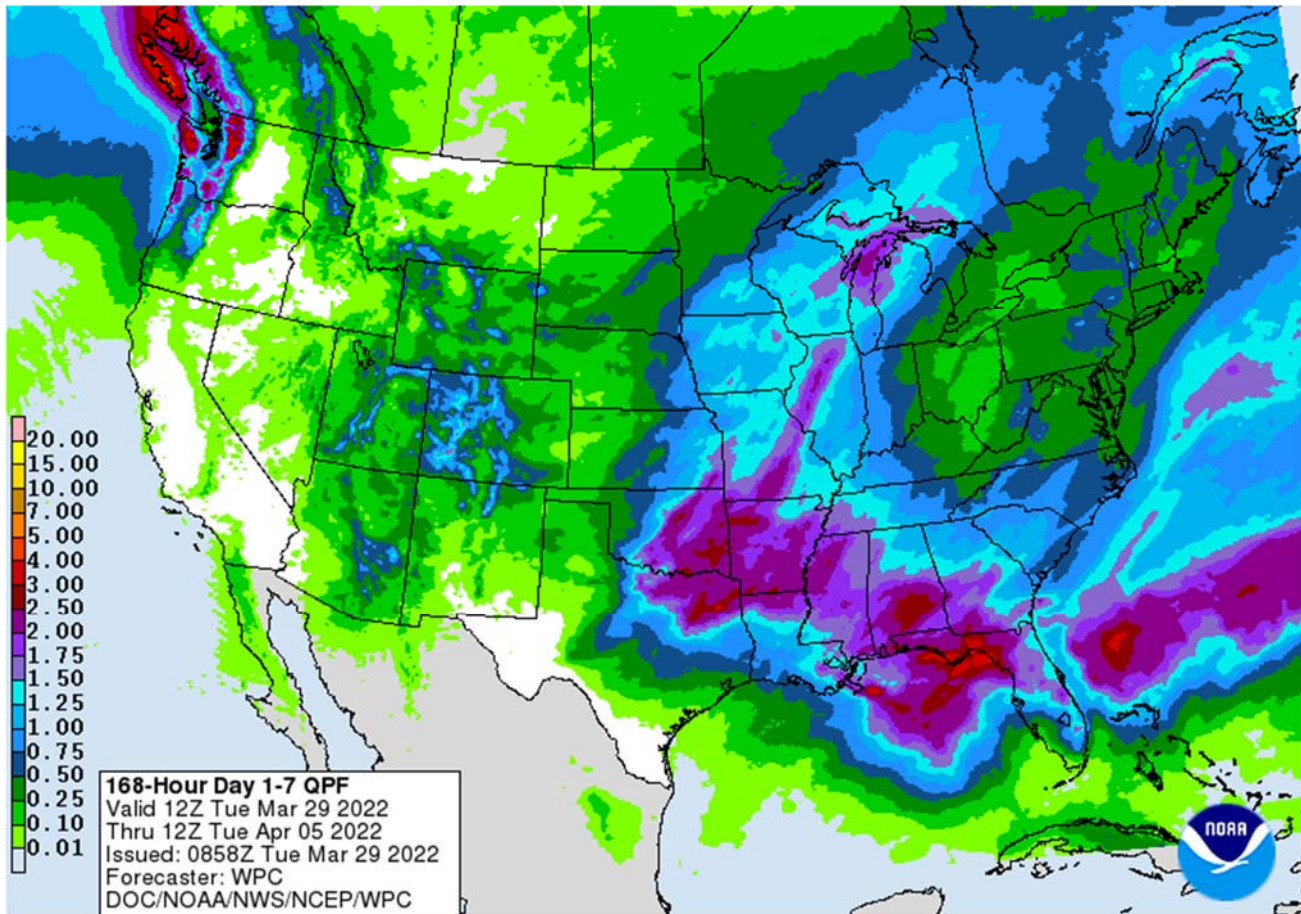 20.00
15.00
10.00
7.00
5.00
4.00
3.00
2.50
2.00
1.75
1.50
1.25
1.00
0.75
0.50
0.25
0.10
0.01
168-Hour Day 1-7 QPF
Valid 12Z Tue Mar 29 2022
Thru 12Z Tue Apr 05 2022
Issued: 0858Z Tue Mar 29 2022
Forecaster: WPC
DOC/NOAA/NWS/NCEP/WPC
NOAA